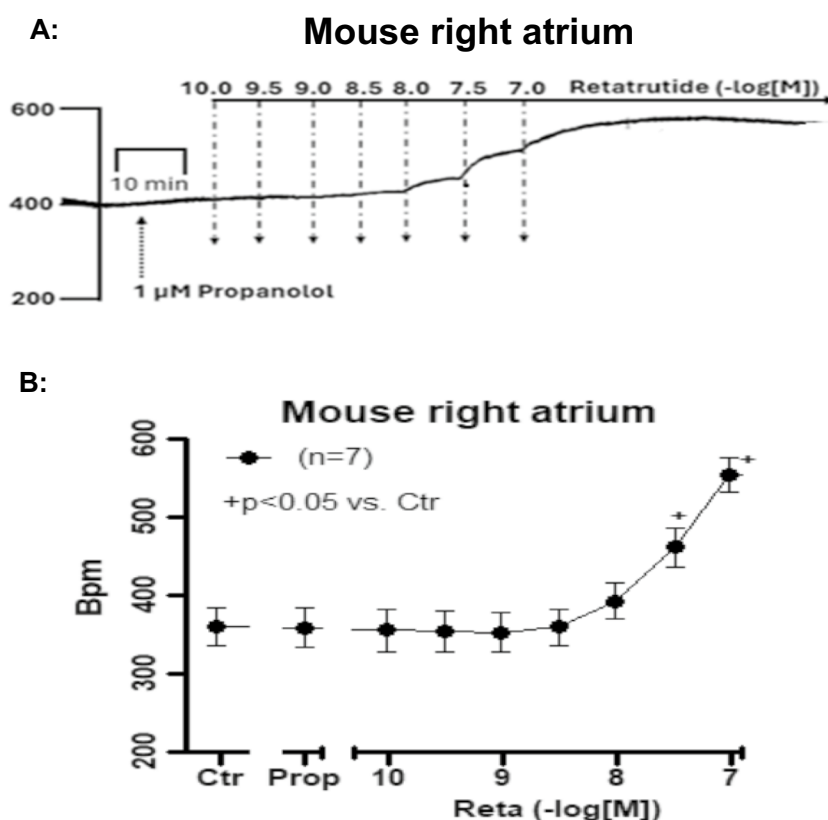 A:
Mouse right atrium
10.0 9.5 9.0 8.5 8.0 7.5 7.0 Retatrutide (-log[M])
600
10 min
400
1 µM Propanolol
200
B:
Mouse right atrium
600
(n=7)
+p<0.05 vs. Ctr
+
+
500
Bpm
400
300
200
Ctr Prop 10 9 8 7
Reta (-log[M])